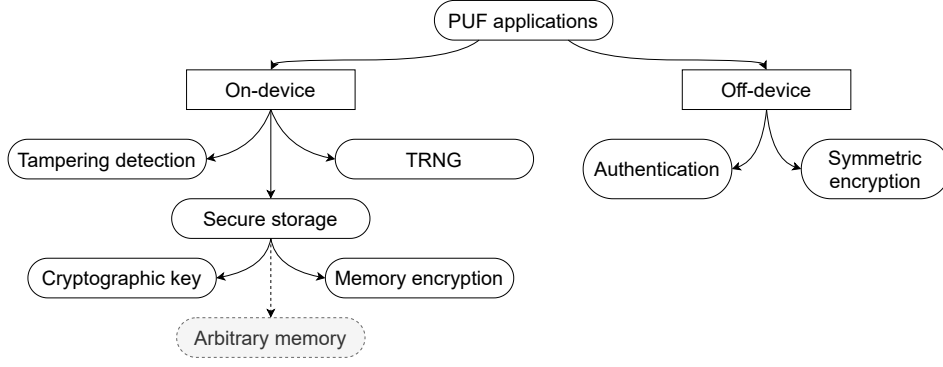 PUF applications
On-device
Off-device
Tampering detection
TRNG
Authentication
Symmetric
encryption
Secure storage
Cryptographic key
Memory encryption
Arbitrary memory